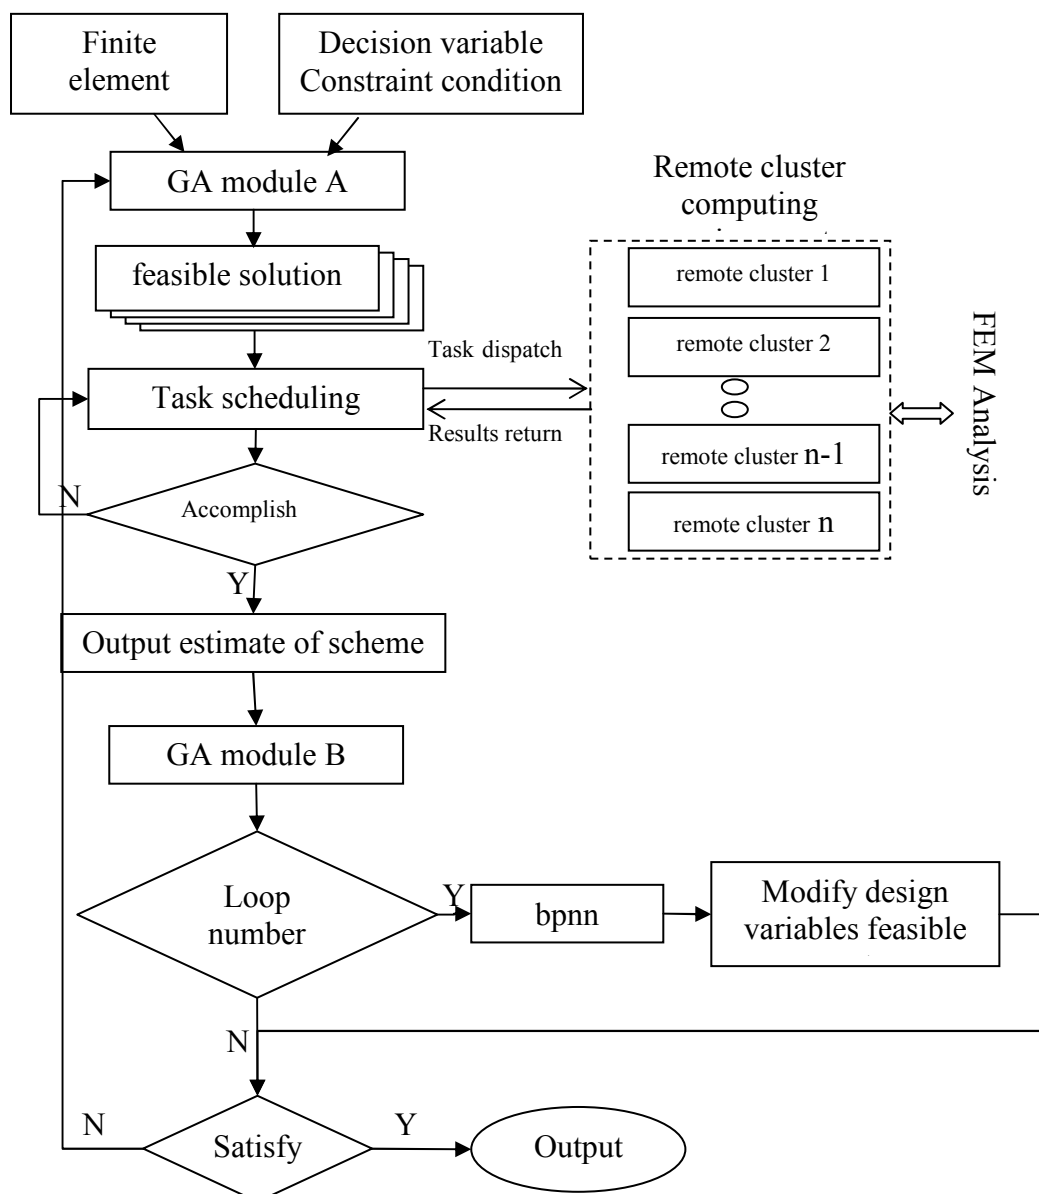 Finite
element
Decision variable
Constraint condition
GA module A
Remote cluster
computing
feasible solution
remote cluster 1
remote cluster 2
Task dispatch
Task scheduling
Results return
remote cluster n-1
remote cluster n
FEM Analysis
N
Accomplish
Y
Output estimate of scheme
GA module B
Loop
number
Y
bpnn
Modify design
variables feasible
N
N
Satisfy
Y
Output